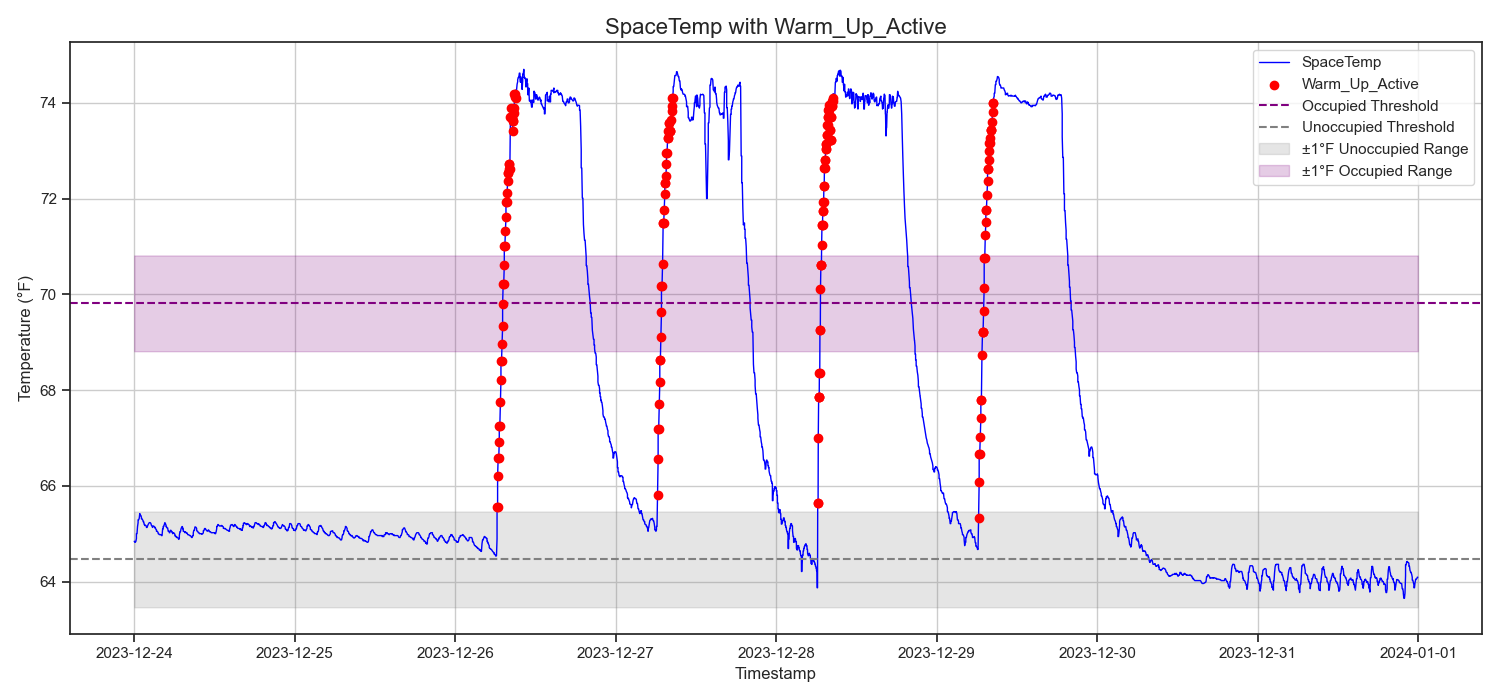 SpaceTemp with Warm_Up_Active
SpaceTemp
Warm_Up_Active
Occupied Threshold
Unoccupied Threshold
±1°F Unoccupied Range
±1°F Occupied Range
Temperature (°F)
74
72
70
68
66
64
2023-12-24
2023-12-25
2023-12-26
2023-12-27
2023-12-28
2023-12-29
2023-12-30
2023-12-31
2024-01-01
Timestamp